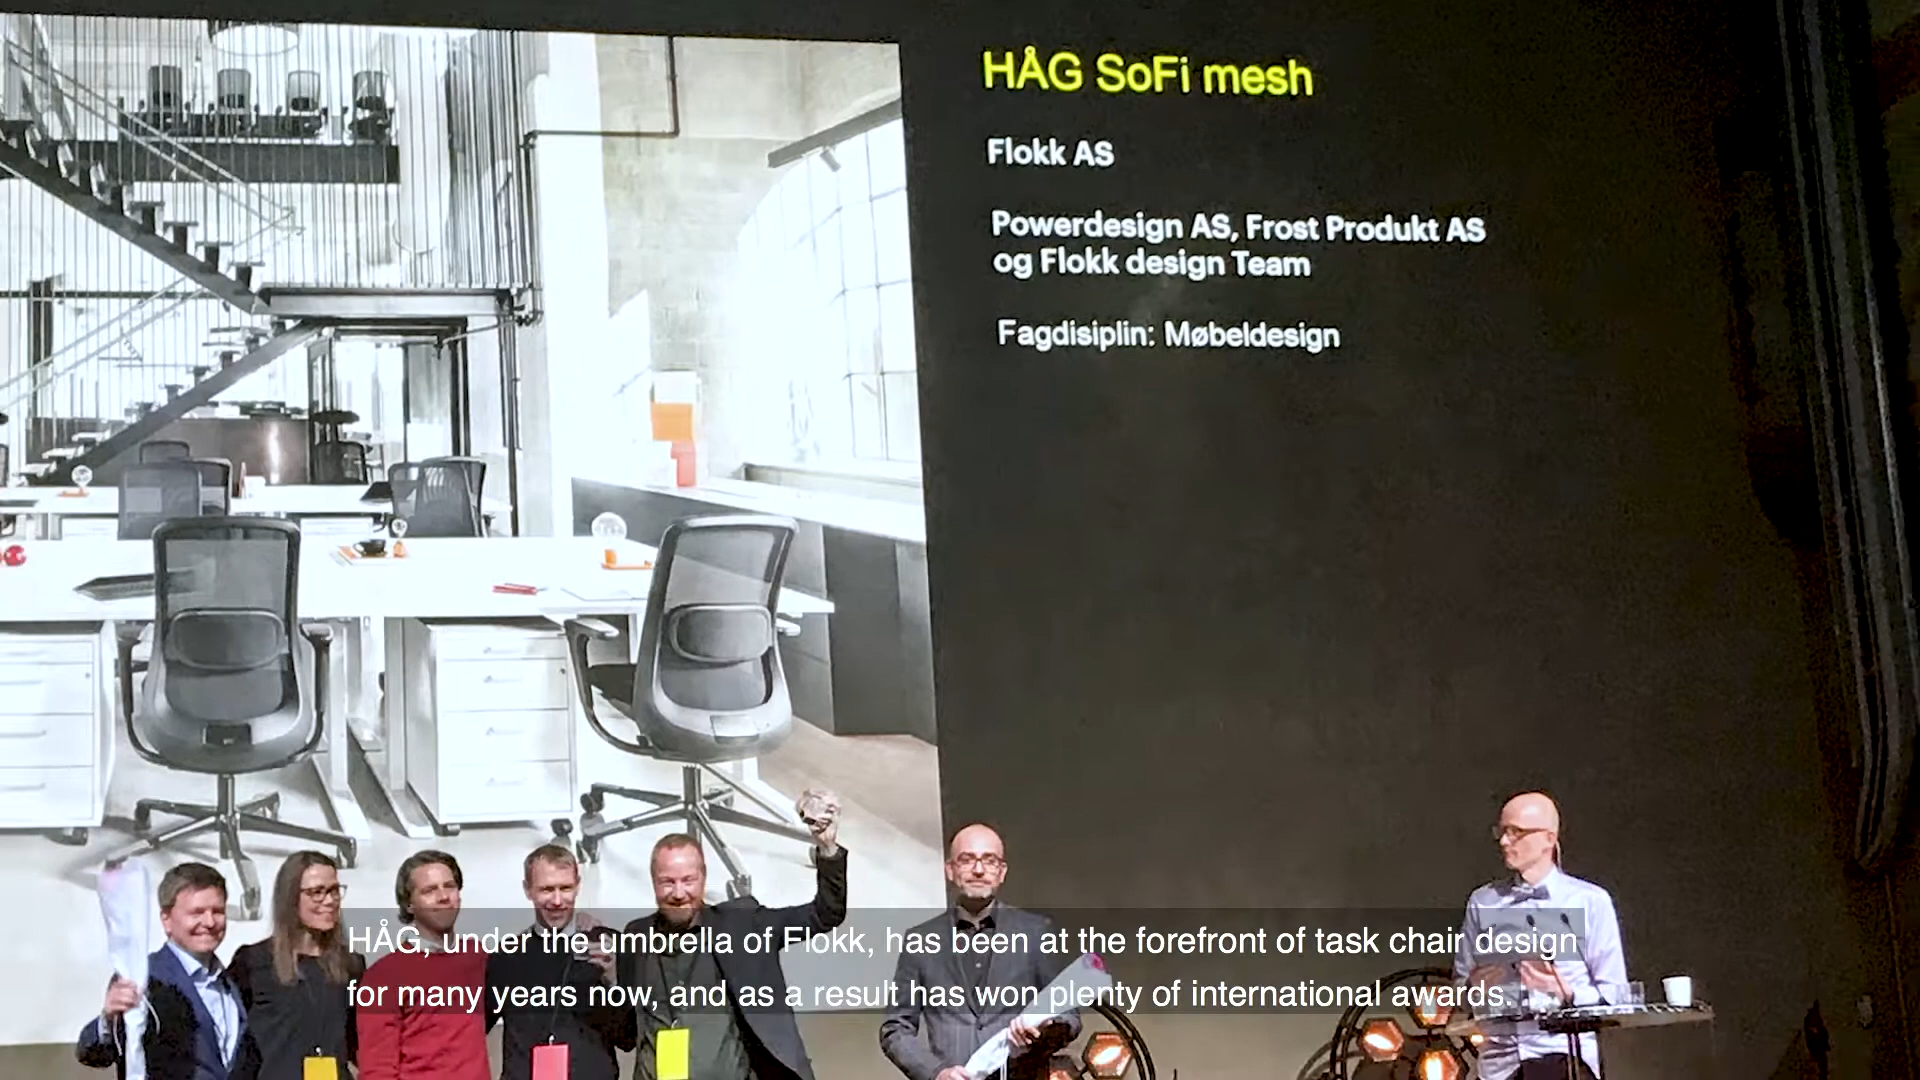 HÅG SoFi mesh
Flokk AS
Powerdesign AS, Frost Produkt AS
og Flokk design Team
Fagdisiplin: Møbeldesign
HÅG, under the umbrella of Flokk, has been at the forefront of task chair design
for many years now, and as a result has won plenty of international awards.